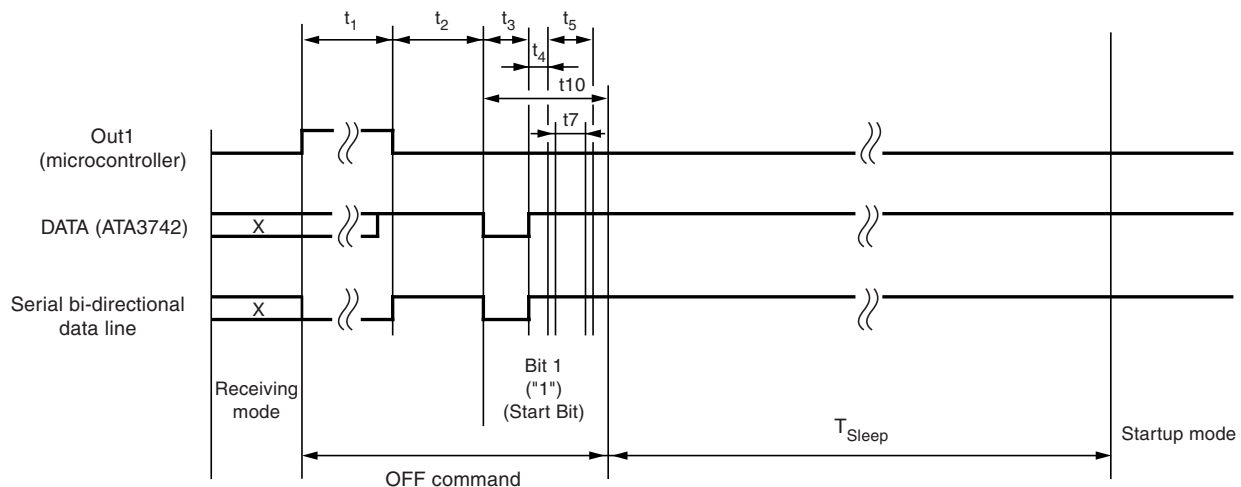 t1
t2
t3
t5
t4
t10
t7
Out1
(microcontroller)
DATA (ATA3742)
X
Serial bi-directional
data line
X
Bit 1
("1")
(Start Bit)
Receiving
mode
TSleep
Startup mode
OFF command